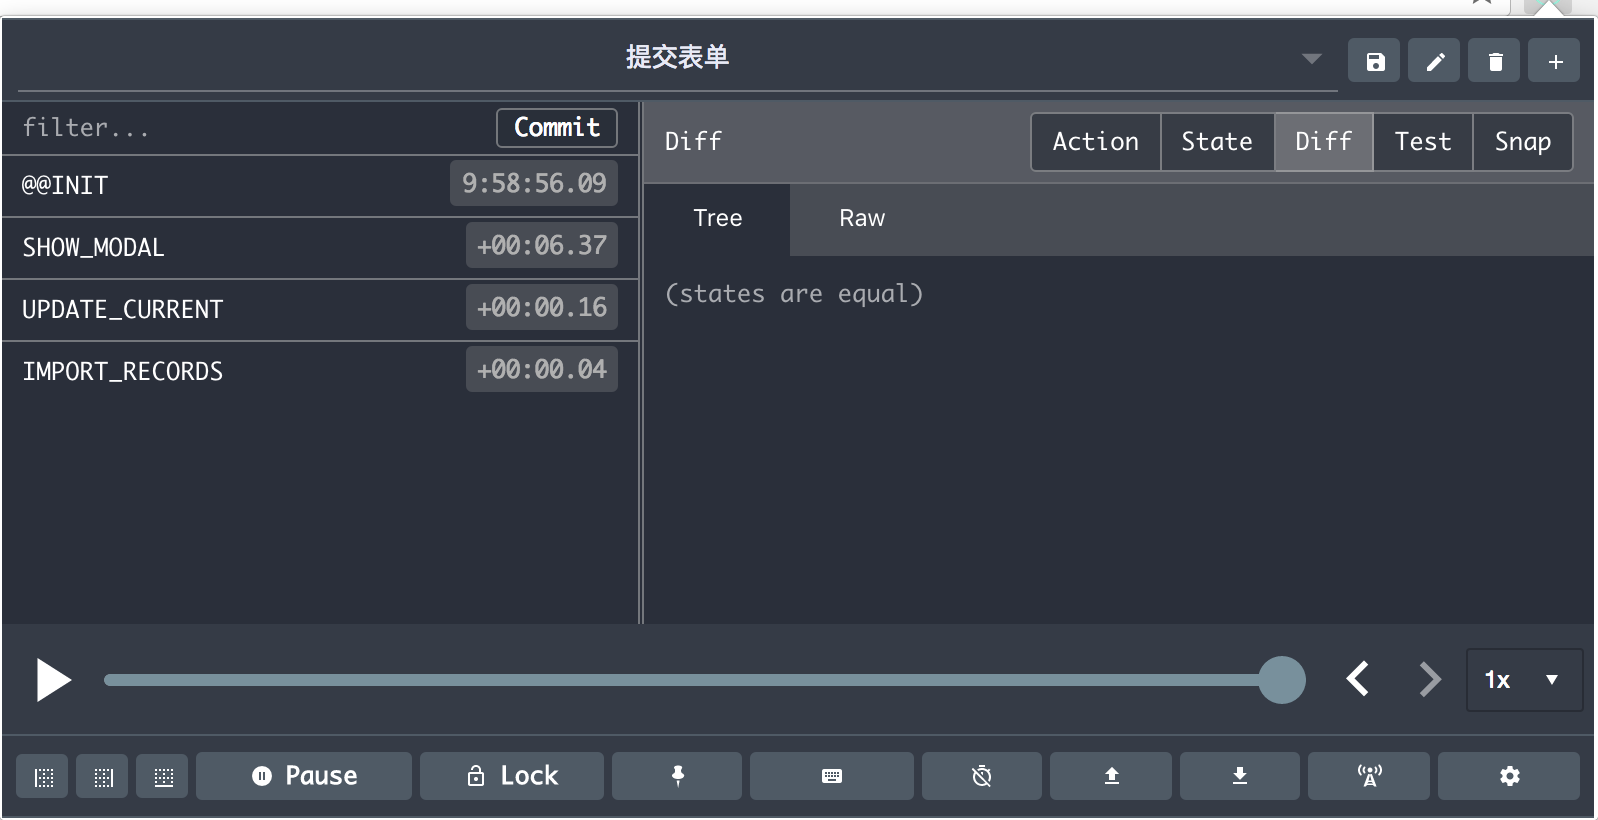 提交表单
filter...
Commit
@@INIT
9:58:56.09
SHOW_MODAL
+00:06.37
UPDATE_CURRENT
+00:00.16
IMPORT_RECORDS
+00:00.04
Diff
Action
State
Diff
Test
Snap
Tree
Raw
(states are equal)
1x
Pause
Lock